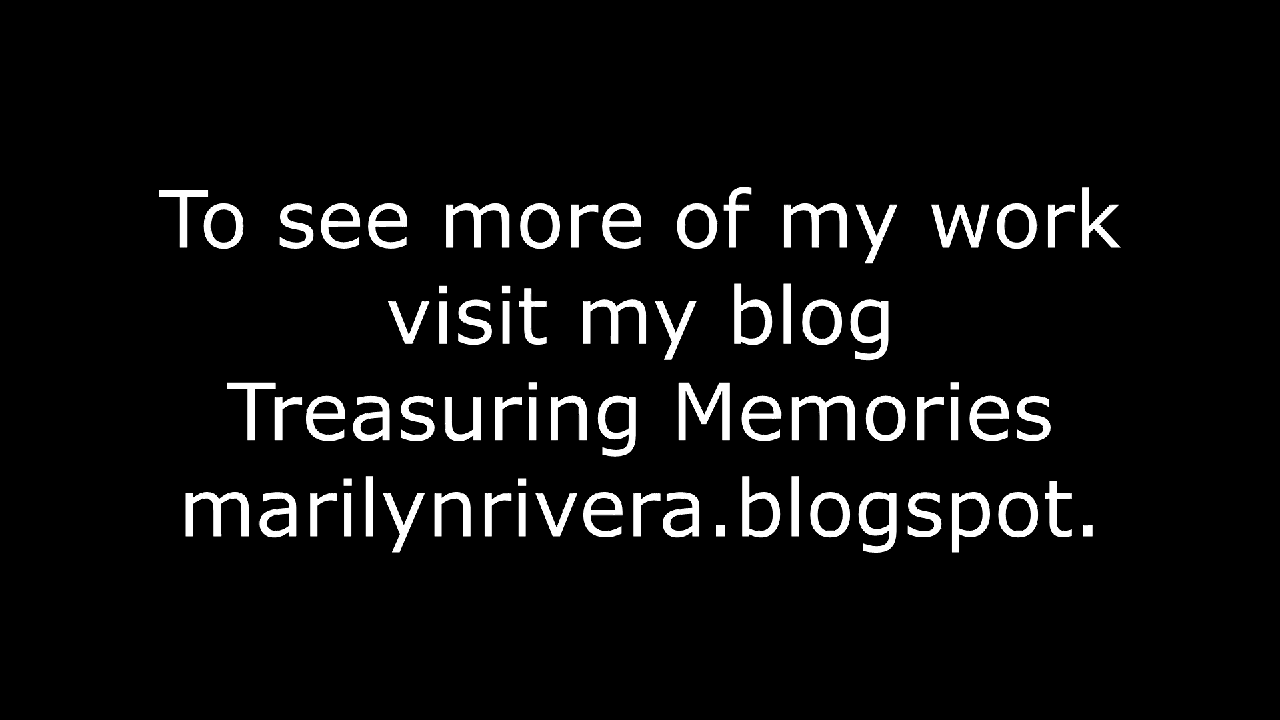 To see more of my work
visit my blog
Treasuring Memories
marilynrivera.blogspot.